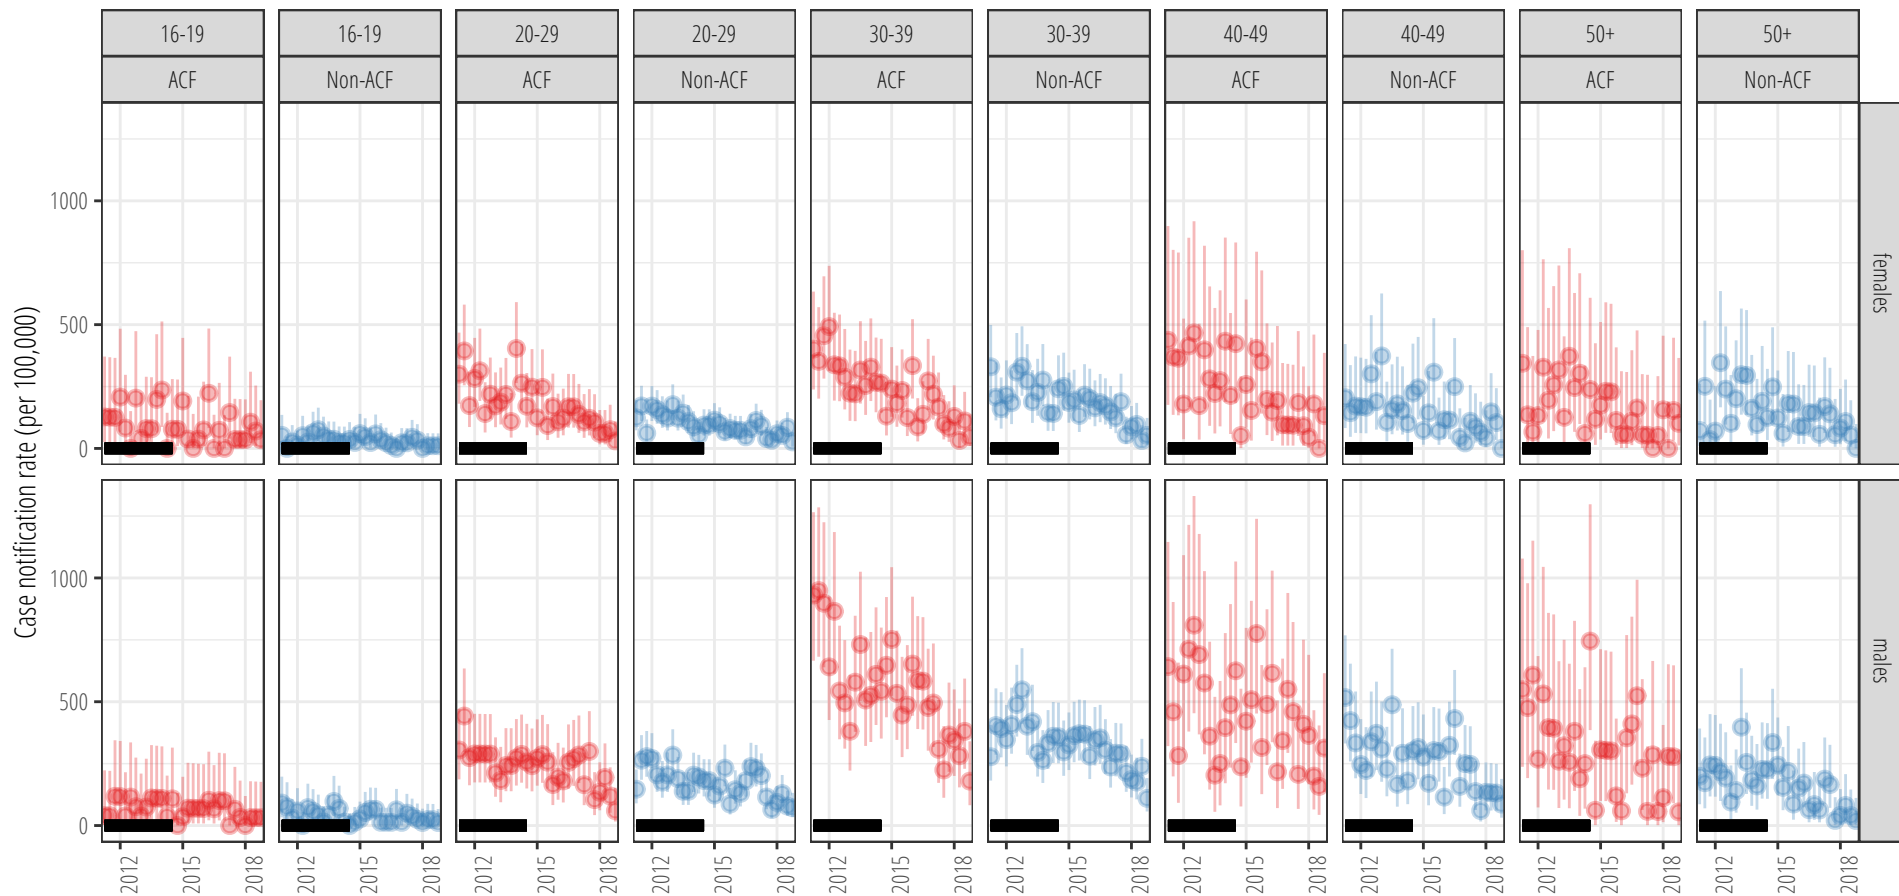 16-19 16-19 20-29 20-29 30-39 30-39 40-49 40-49 50+ 50+
ACF Non-ACF ACF Non-ACF ACF Non-ACF ACF Non-ACF ACF Non-ACF
Case notification rate (per 100,000)
1000
500
0
females
1000
500
0
males
2012 2015 2018 2012 2015 2018 2012 2015 2018 2012 2015 2018 2012 2015 2018 2012 2015 2018 2012 2015 2018 2012 2015 2018 2012 2015 2018 2012 2015 2018